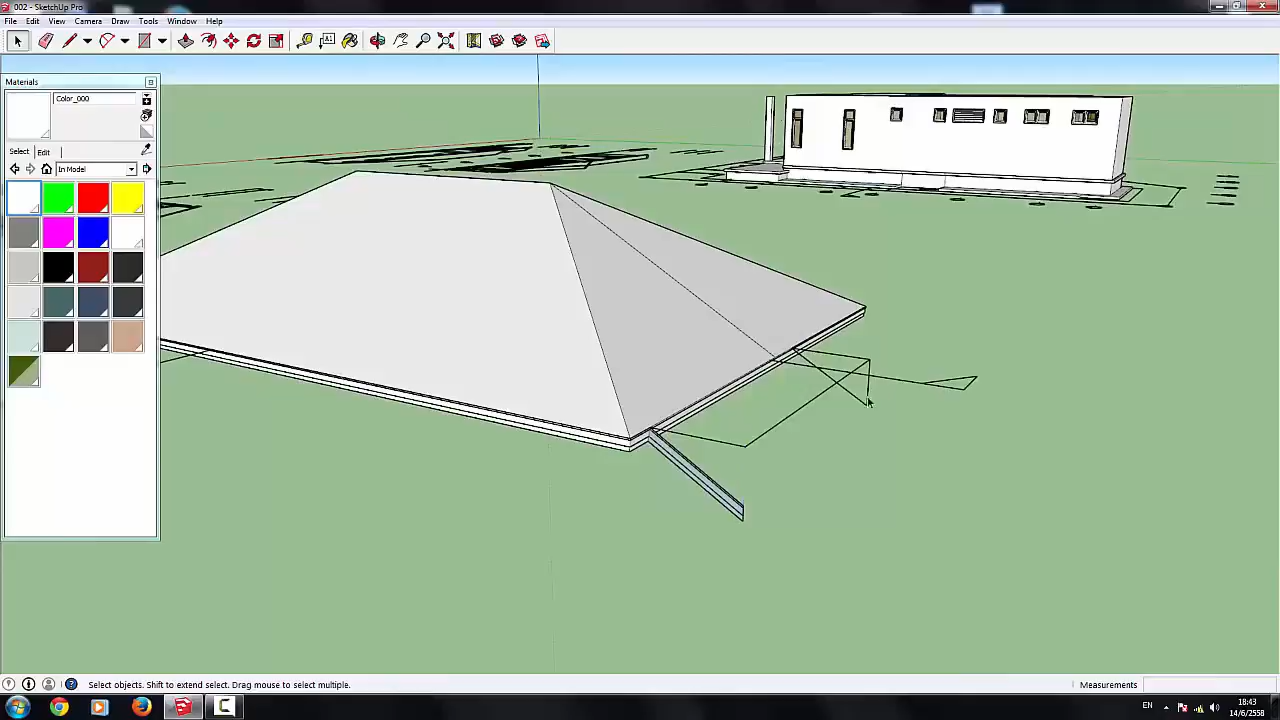 002 - SketchUp Pro
File Edit View Camera Draw Tools Window Help
Materials
Color_000
Select Edit
In Model
Select objects. Shift to extend select. Drag mouse to select multiple.
Measurements
EN
18:43
14/6/2558